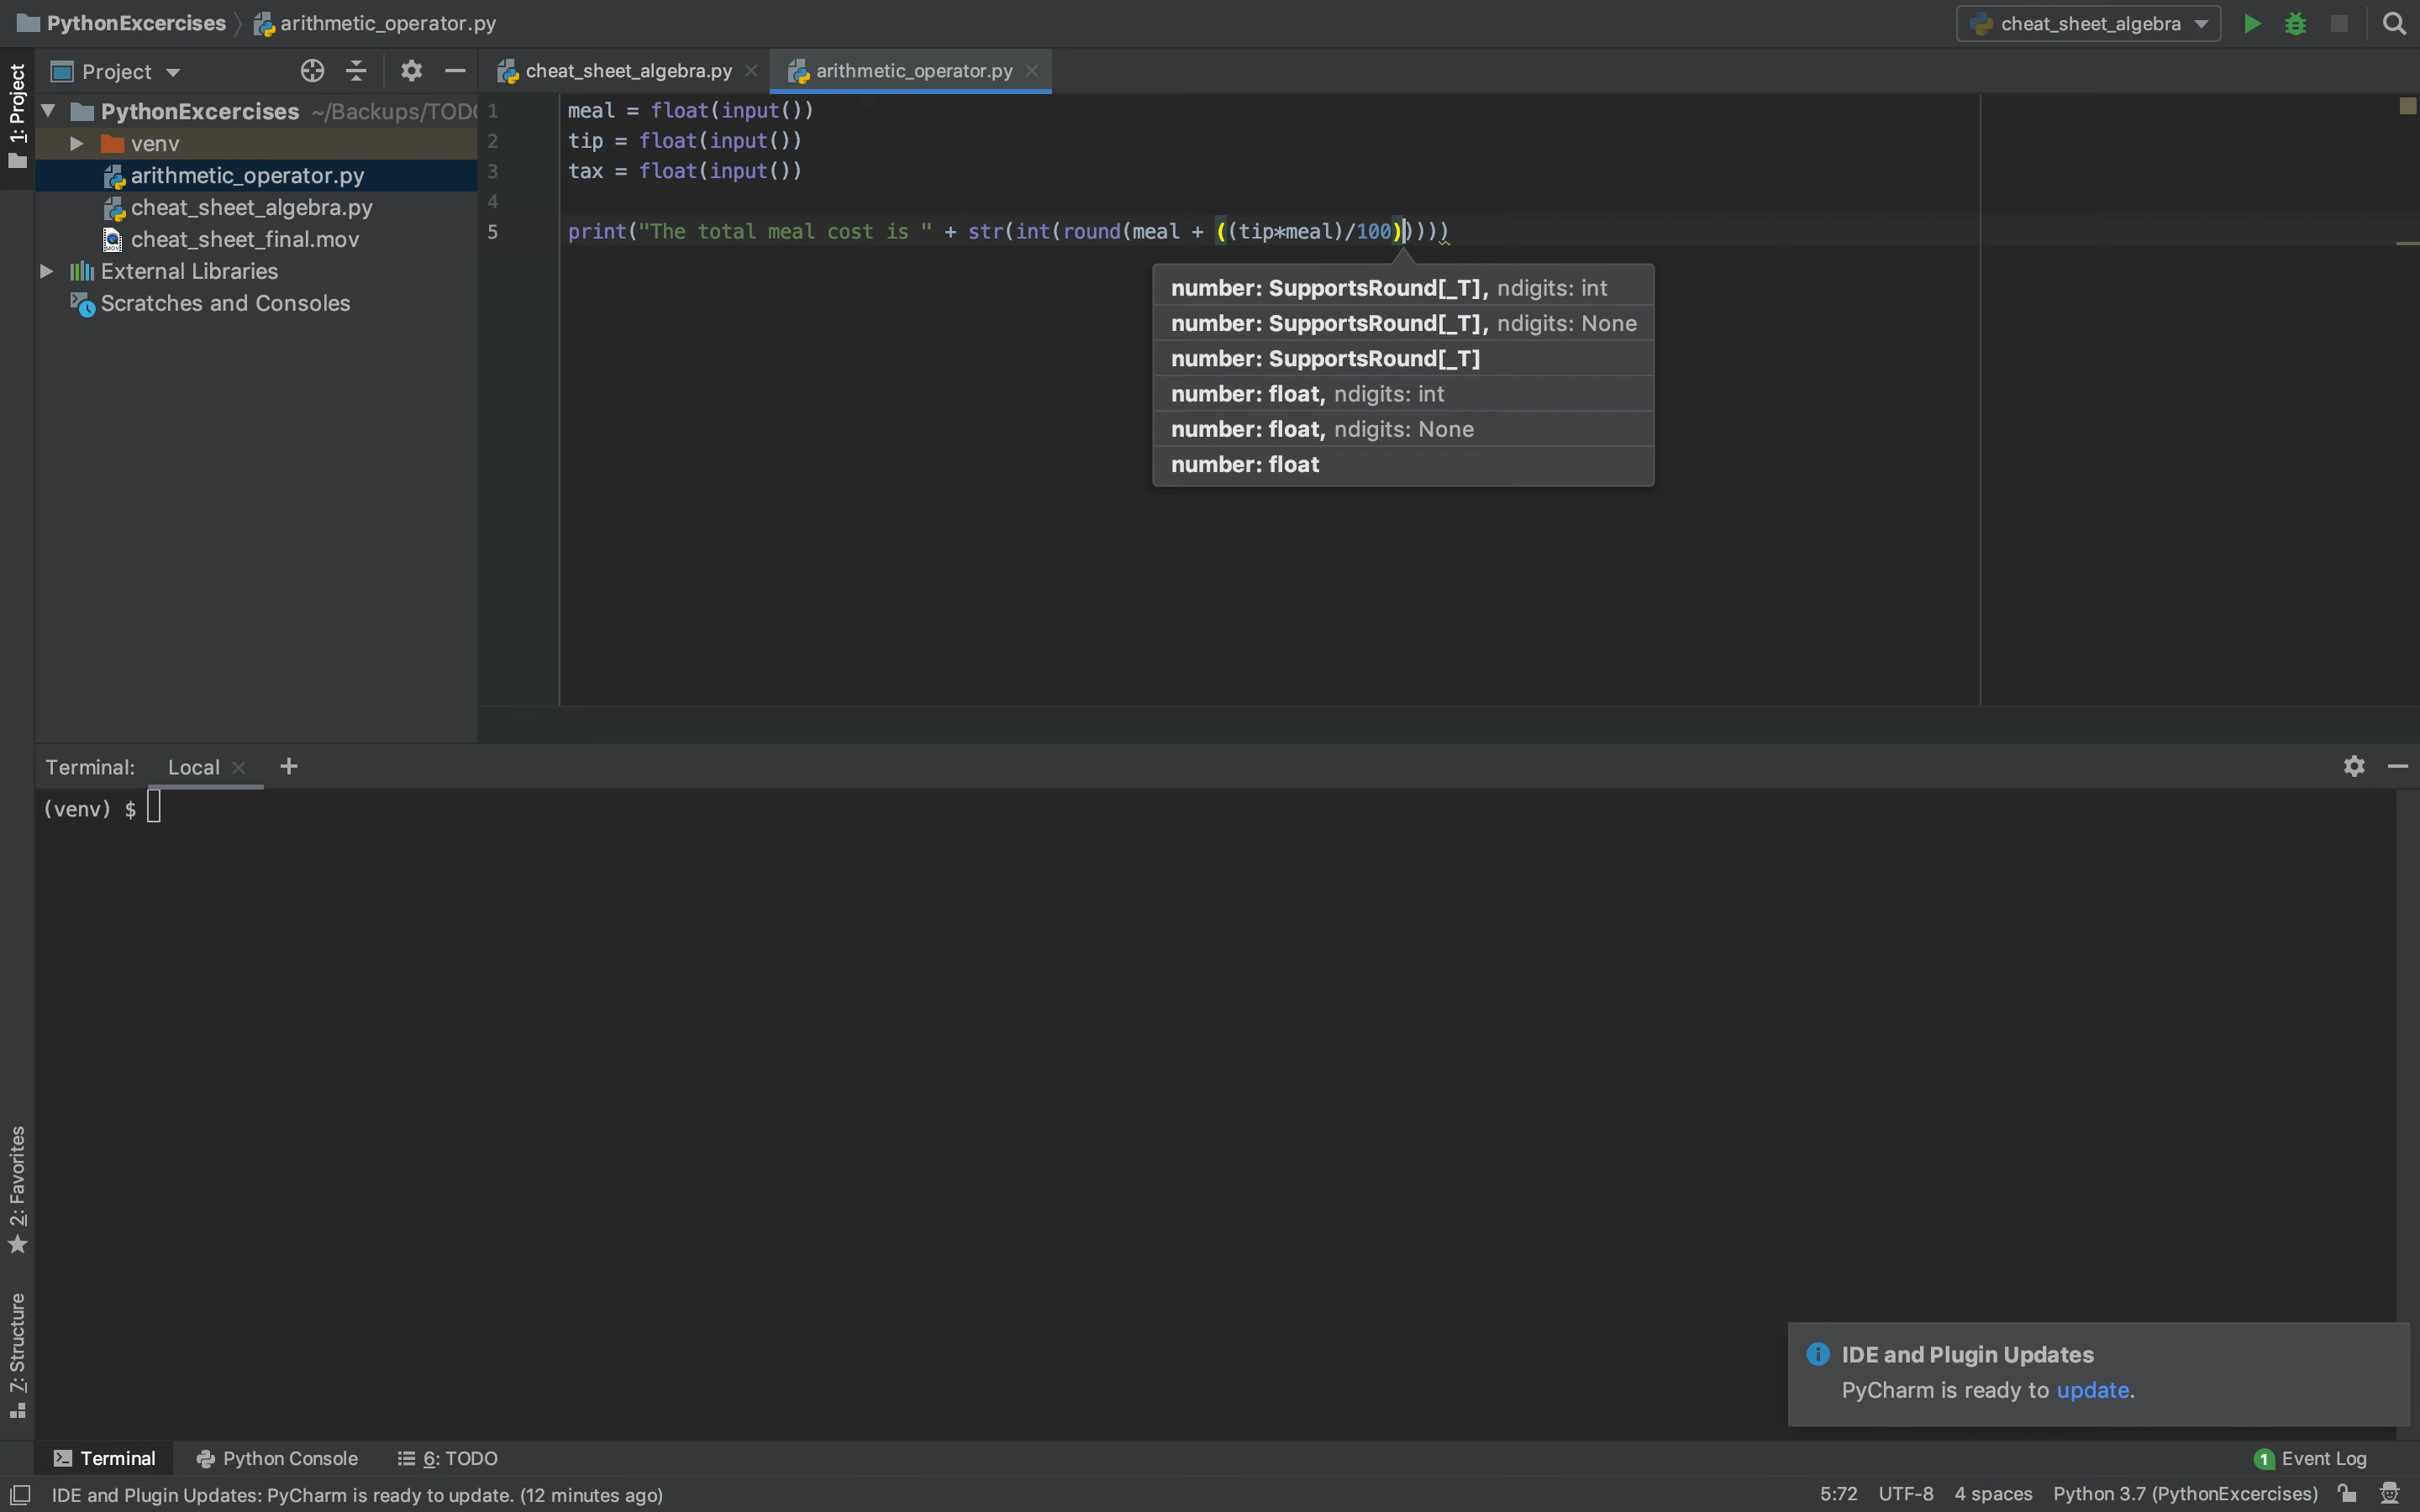 PythonExcercises arithmetic_operator.py cheat_sheet_algebra
1: Project
Project
cheat_sheet_algebra.py arithmetic_operator.py
PythonExcercises ~/Backups/TOD
venv
arithmetic_operator.py
cheat_sheet_algebra.py
cheat_sheet_final.mov
External Libraries
Scratches and Consoles
1 meal = float(input())
2 tip = float(input())
3 tax = float(input())
4
5 print("The total meal cost is " + str(int(round(meal + ((tip*meal)/100)))))
number: SupportsRound[_T], ndigits: int
number: SupportsRound[_T], ndigits: None
number: SupportsRound[_T]
number: float, ndigits: int
number: float, ndigits: None
number: float
Terminal: Local
(venv) $
2: Favorites
7: Structure
IDE and Plugin Updates
PyCharm is ready to update.
Terminal Python Console 6: TODO 1 Event Log
IDE and Plugin Updates: PyCharm is ready to update. (12 minutes ago) 5:72 UTF-8 4 spaces Python 3.7 (PythonExcercises)